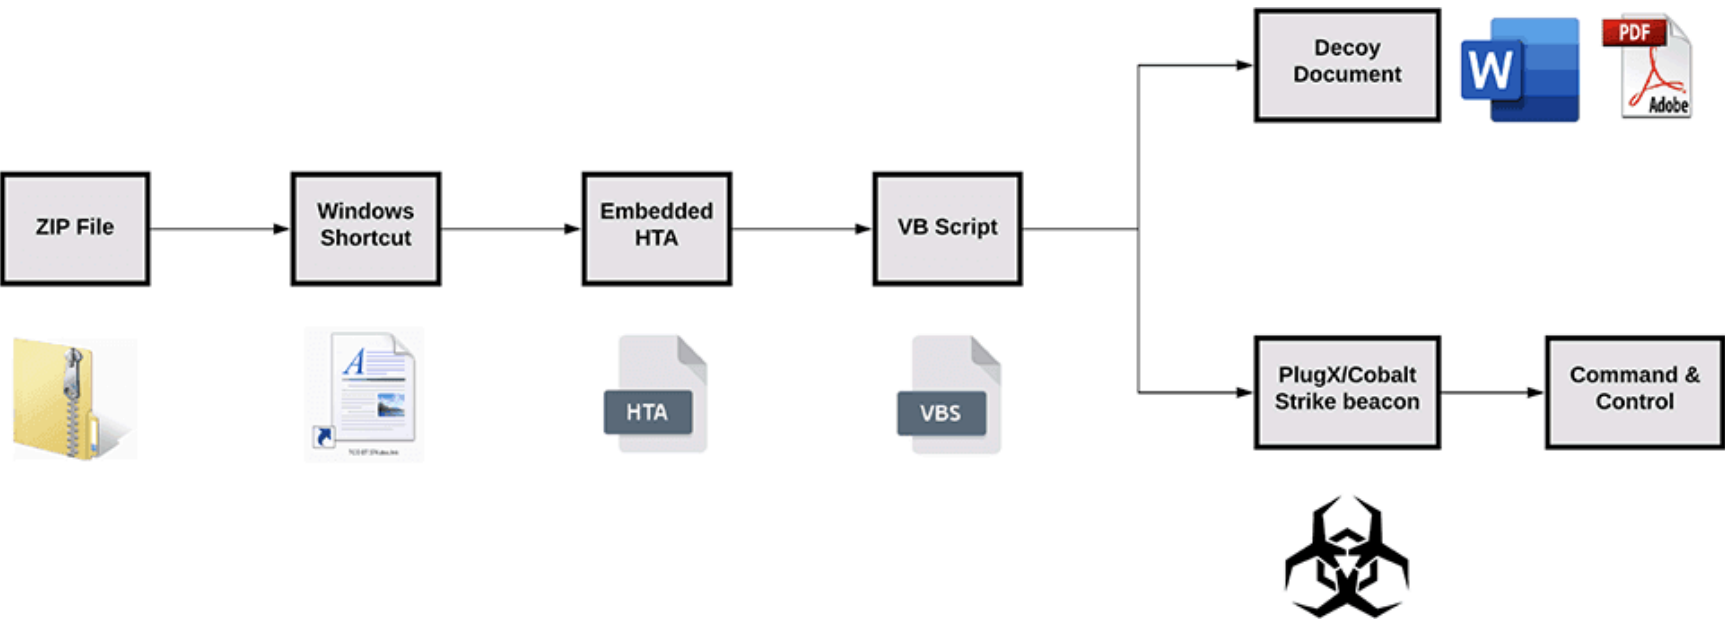 Decoy
Document
W
PDF
Adobe
ZIP File
Windows
Shortcut
Embedded
HTA
VB Script
A
HTA
VBS
PlugX/Cobalt
Strike beacon
Command &
Control